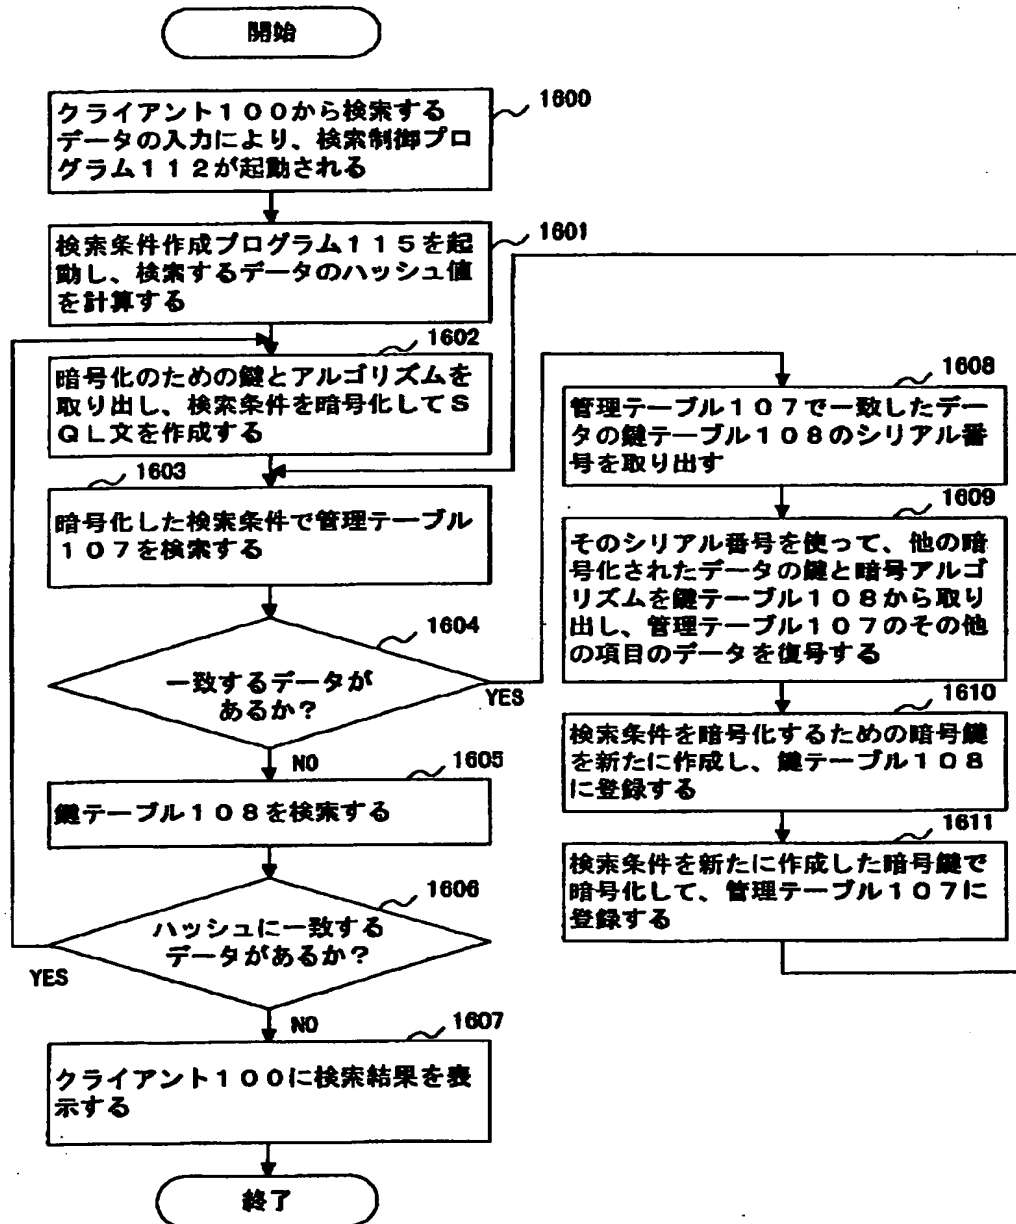 開始
1600
クライアント１００から検索する
データの入力により、検索制御プロ
グラム１１２が起動される
1601
検索条件作成プログラム１１５を起
動し、検索するデータのハッシュ値
を計算する
1602
暗号化のための鍵とアルゴリズムを
取り出し、検索条件を暗号化してＳ
ＱＬ文を作成する
1603
暗号化した検索条件で管理テーブル
１０７を検索する
1604
一致するデータが
あるか？
YES
NO
1605
鍵テーブル１０８を検索する
1606
ハッシュに一致する
データがあるか？
YES
NO
1607
クライアント１００に検索結果を表
示する
終了
1608
管理テーブル１０７で一致したデー
タの鍵テーブル１０８のシリアル番
号を取り出す
1609
そのシリアル番号を使って、他の暗
号化されたデータの鍵と暗号アルゴ
リズムを鍵テーブル１０８から取り
出し、管理テーブル１０７のその他
の項目のデータを復号する
1610
検索条件を暗号化するための暗号鍵
を新たに作成し、鍵テーブル１０８
に登録する
1611
検索条件を新たに作成した暗号鍵で
暗号化して、管理テーブル１０７に
登録する